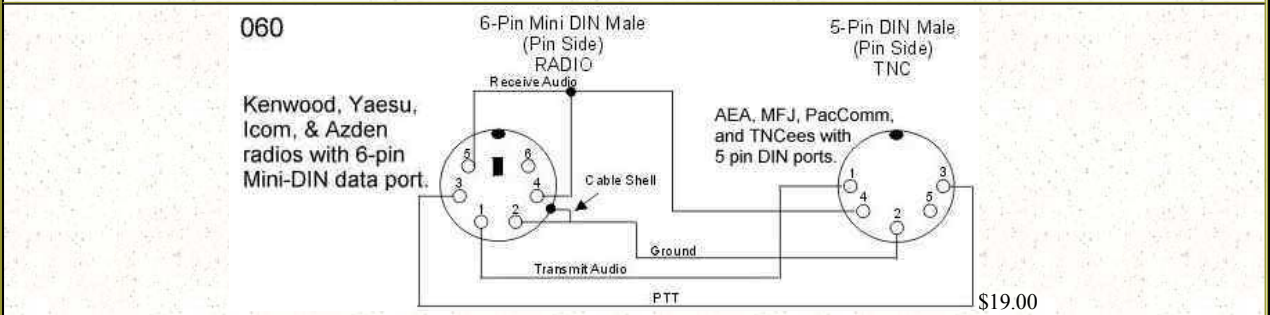 060
6-Pin Mini DIN Male
(Pin Side)
RADIO
5-Pin DIN Male
(Pin Side)
TNC
Receive Audio
Kenwood, Yaesu,
Icom, & Azden
radios with 6-pin
Mini-DIN data port.
AEA, MFJ, PacComm,
and TNCees with
5 pin DIN ports.
5
6
3
4
1
2
Cable Shell
1
3
4
5
2
Ground
Transmit Audio
PTT
$19.00